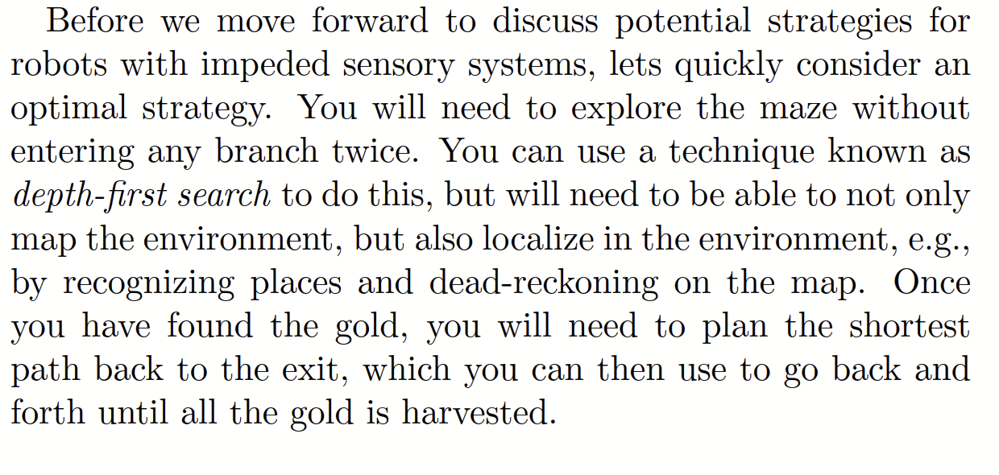 Before we move forward to discuss potential strategies for
robots with impeded sensory systems, lets quickly consider an
optimal strategy. You will need to explore the maze without
entering any branch twice. You can use a technique known as
depth-first search to do this, but will need to be able to not only
map the environment, but also localize in the environment, e.g.,
by recognizing places and dead-reckoning on the map. Once
you have found the gold, you will need to plan the shortest
path back to the exit, which you can then use to go back and
forth until all the gold is harvested.